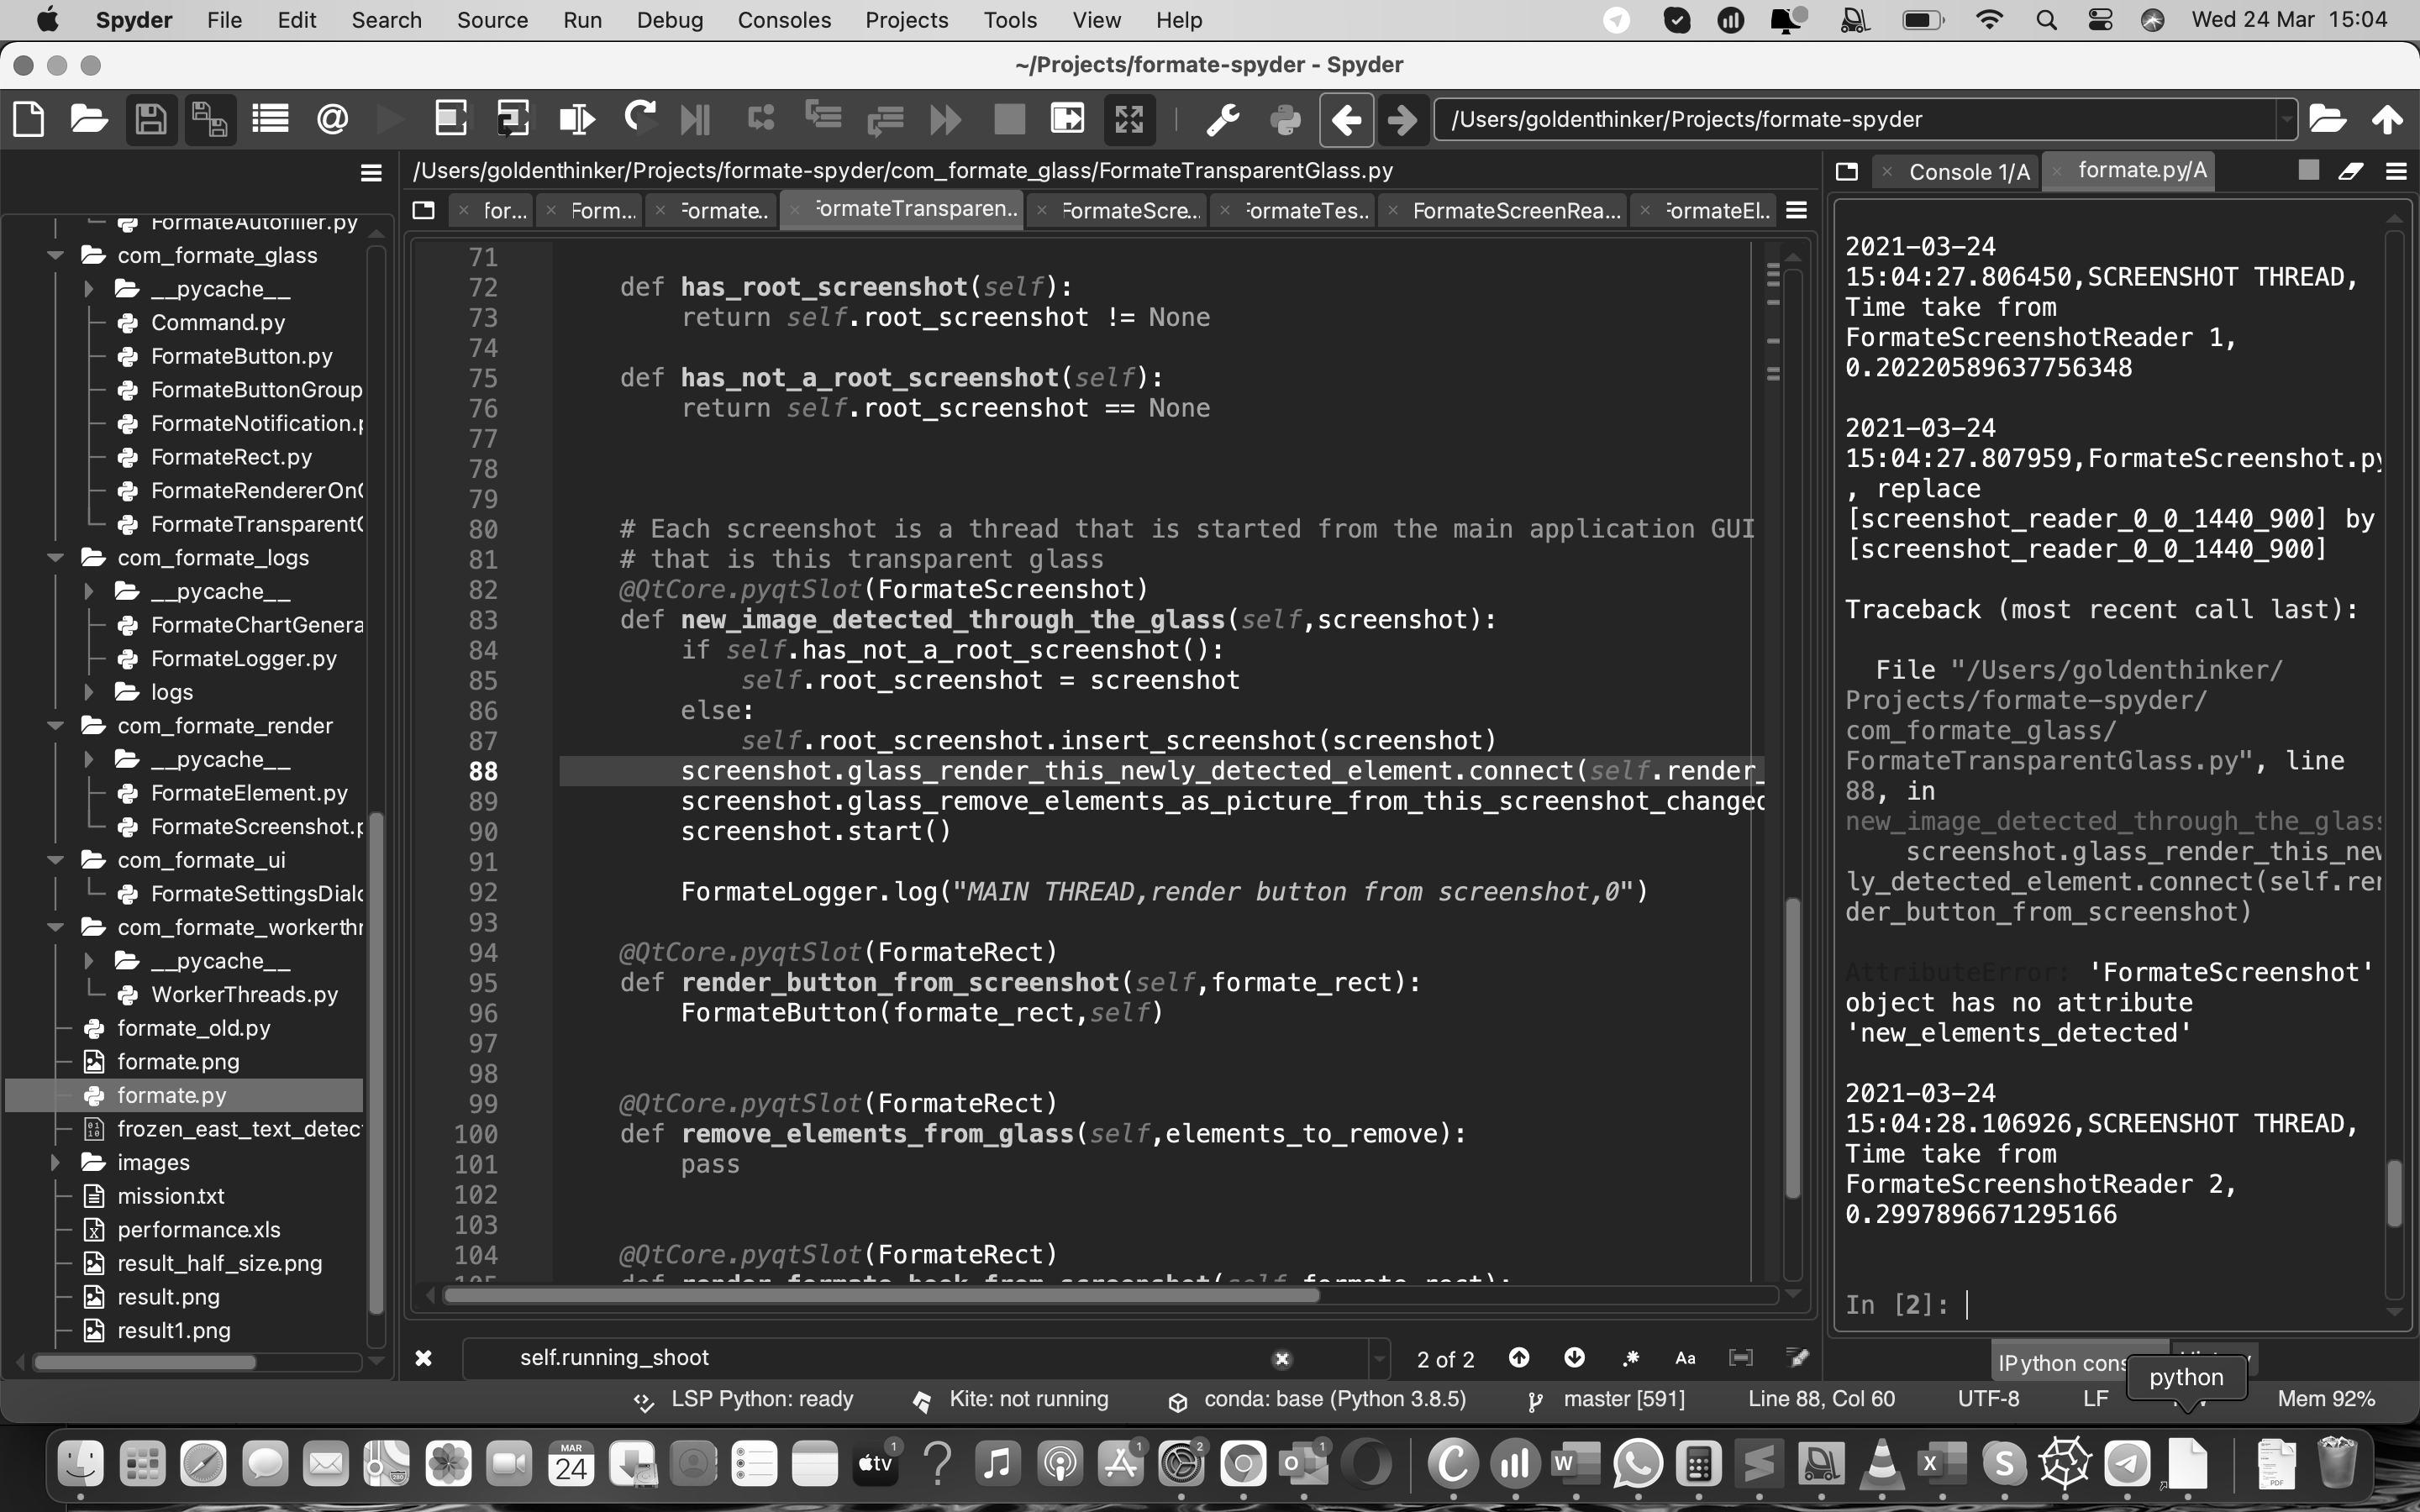 Spyder File Edit Search Source Run Debug Consoles Projects Tools View Help Wed 24 Mar 15:04
~/Projects/formate-spyder - Spyder
/Users/goldenthinker/Projects/formate-spyder
/Users/goldenthinker/Projects/formate-spyder/com_formate_glass/FormateTransparentGlass.py
for... Form... Formate.. FormateTransparen.. FormateScre... FormateTes.. FormateScreenRea... FormateEl..
FormateAutofiller.py
com_formate_glass
__pycache__
Command.py
FormateButton.py
FormateButtonGroup
FormateNotification.p
FormateRect.py
FormateRendererOn
FormateTransparent
com_formate_logs
__pycache__
FormateChartGenera
FormateLogger.py
logs
com_formate_render
__pycache__
FormateElement.py
FormateScreenshot.p
com_formate_ui
FormateSettingsDialo
com_formate_workerthr
__pycache__
WorkerThreads.py
formate_old.py
formate.png
formate.py
frozen_east_text_detec
images
mission.txt
performance.xls
result_half_size.png
result.png
result1.png
71
72 def has_root_screenshot(self):
73 return self.root_screenshot != None
74
75 def has_not_a_root_screenshot(self):
76 return self.root_screenshot == None
77
78
79
80 # Each screenshot is a thread that is started from the main application GUI
81 # that is this transparent glass
82 @QtCore.pyqtSlot(FormateScreenshot)
83 def new_image_detected_through_the_glass(self,screenshot):
84 if self.has_not_a_root_screenshot():
85 self.root_screenshot = screenshot
86 else:
87 self.root_screenshot.insert_screenshot(screenshot)
88 screenshot.glass_render_this_newly_detected_element.connect(self.render_
89 screenshot.glass_remove_elements_as_picture_from_this_screenshot_changed
90 screenshot.start()
91
92 FormateLogger.log("MAIN THREAD,render button from screenshot,0")
93
94 @QtCore.pyqtSlot(FormateRect)
95 def render_button_from_screenshot(self,formate_rect):
96 FormateButton(formate_rect,self)
97
98
99 @QtCore.pyqtSlot(FormateRect)
100 def remove_elements_from_glass(self,elements_to_remove):
101 pass
102
103
104 @QtCore.pyqtSlot(FormateRect)
self.running_shoot 2 of 2 Aa
Console 1/A formate.py/A
2021-03-24
15:04:27.806450,SCREENSHOT THREAD,
Time take from
FormateScreenshotReader 1,
0.20220589637756348
2021-03-24
15:04:27.807959,FormateScreenshot.py
, replace
[screenshot_reader_0_0_1440_900] by
[screenshot_reader_0_0_1440_900]
Traceback (most recent call last):
File "/Users/goldenthinker/
Projects/formate-spyder/
com_formate_glass/
FormateTransparentGlass.py", line
88, in
new_image_detected_through_the_glass
screenshot.glass_render_this_new
ly_detected_element.connect(self.ren
der_button_from_screenshot)
AttributeError: 'FormateScreenshot'
object has no attribute
'new_elements_detected'
2021-03-24
15:04:28.106926,SCREENSHOT THREAD,
Time take from
FormateScreenshotReader 2,
0.2997896671295166
In [2]:
IPython cons
python
LSP Python: ready Kite: not running conda: base (Python 3.8.5) master [591] Line 88, Col 60 UTF-8 LF Mem 92%
MAR
24
tv